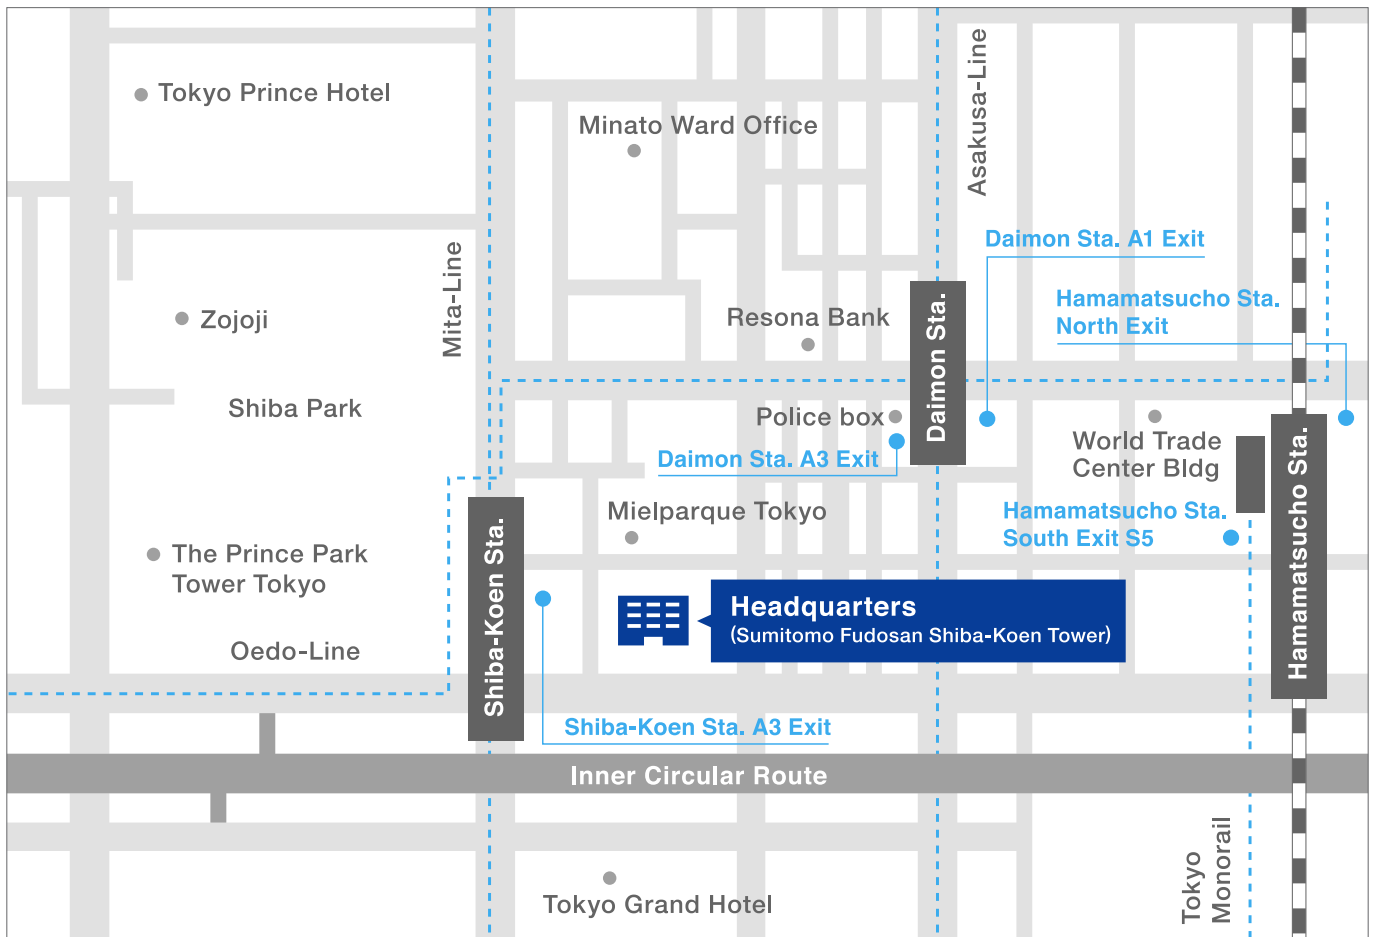 Tokyo Prince Hotel
Minato Ward Office
Asakusa-Line
Mita-Line
Daimon Sta. A1 Exit
Hamamatsucho Sta.
North Exit
Zojoji
Resona Bank
Daimon Sta.
Shiba Park
Police box
Daimon Sta. A3 Exit
World Trade
Center Bldg
Hamamatsucho Sta.
Mielparque Tokyo
Hamamatsucho Sta.
South Exit S5
The Prince Park
Tower Tokyo
Shiba-Koen Sta.
Headquarters
(Sumitomo Fudosan Shiba-Koen Tower)
Oedo-Line
Shiba-Koen Sta. A3 Exit
Inner Circular Route
Tokyo
Monorail
Tokyo Grand Hotel